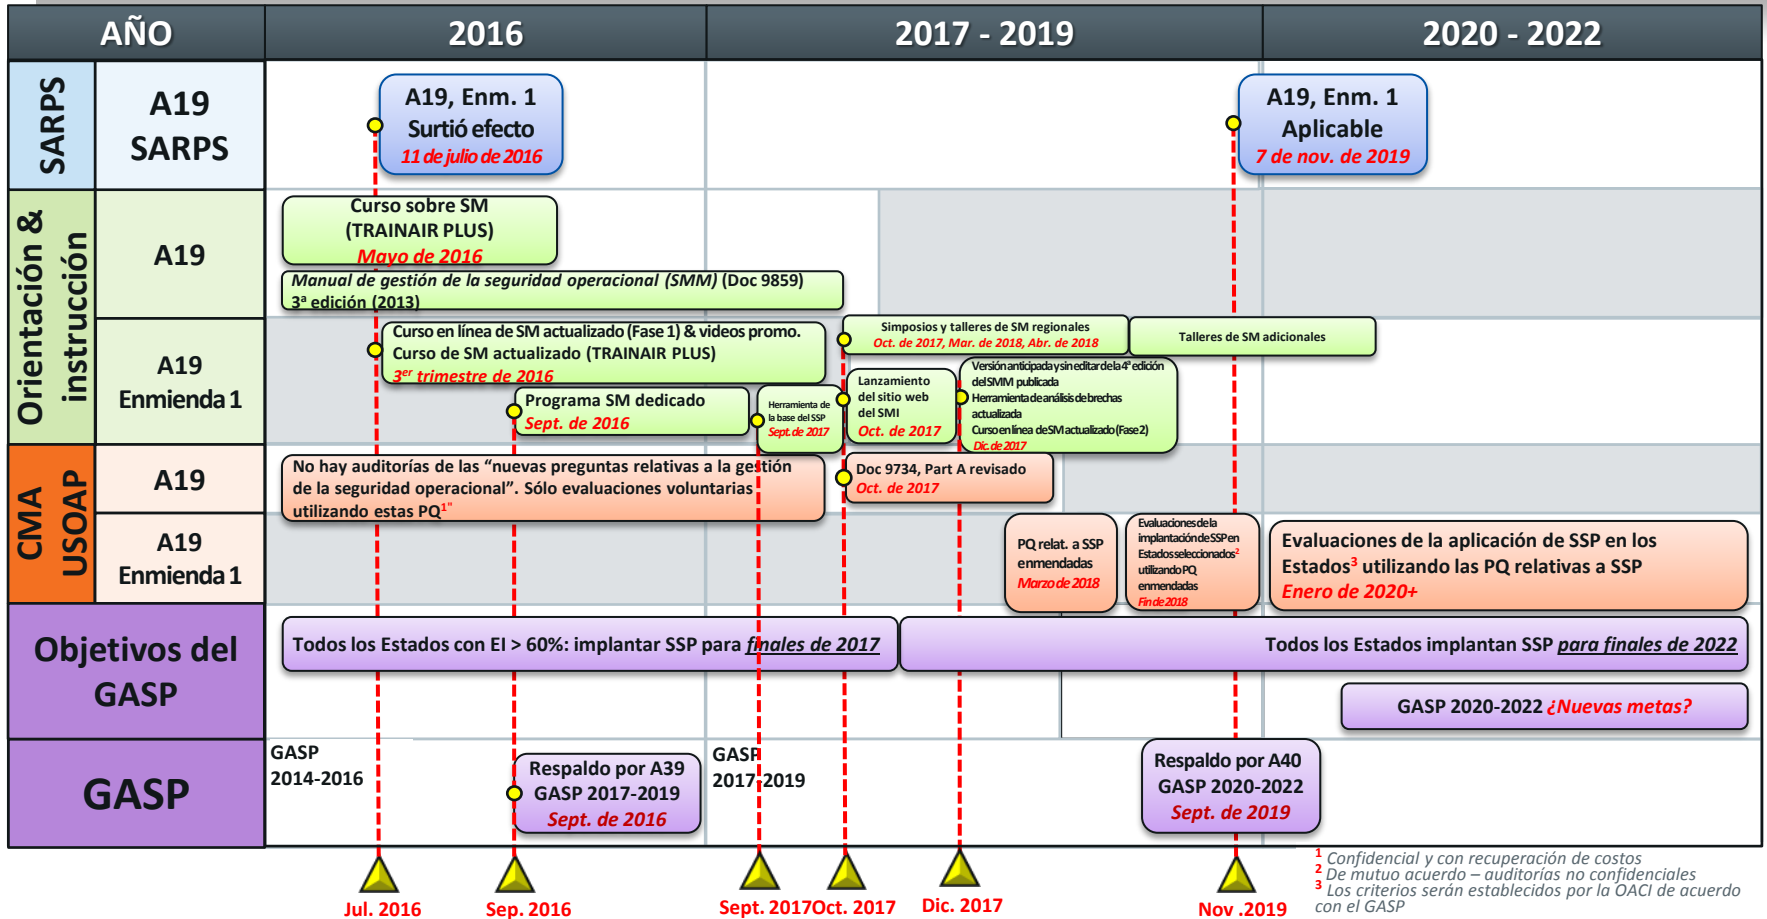 AÑO
2016
2017 - 2019
2020 - 2022
SARPS
A19
SARPS
A19, Enm. 1
Surtió efecto
11 de julio de 2016
A19, Enm. 1
Aplicable
7 de nov. de 2019
Orientación &
instrucción
A19
Curso sobre SM
(TRAINAIR PLUS)
Mayo de 2016
Manual de gestión de la seguridad operacional (SMM) (Doc 9859)
3ª edición (2013)
A19
Enmienda 1
Curso en línea de SM actualizado (Fase 1) & videos promo.
Curso de SM actualizado (TRAINAIR PLUS)
3er trimestre de 2016
Simposios y talleres de SM regionales
Oct. de 2017, Mar. de 2018, Abr. de 2018
Talleres de SM adicionales
Programa SM dedicado
Sept. de 2016
Herramienta de
la base del SSP
Sept. de 2017
Lanzamiento
del sitio web
del SMI
Oct. de 2017
Versión anticipada y sin editar de la 4ª edición
del SMM publicada
Herramienta de análisis de brechas
actualizada
Curso en línea de SM actualizado (Fase 2)
Dic. de 2017
CMA
USOAP
A19
No hay auditorías de las “nuevas preguntas relativas a la gestión
de la seguridad operacional”. Sólo evaluaciones voluntarias
utilizando estas PQ1"
Doc 9734, Part A revisado
Oct. de 2017
A19
Enmienda 1
PQ relat. a SSP
enmendadas
Marzo de 2018
Evaluaciones de la
implantación de SSP en
Estados seleccionados2
utilizando PQ
enmendadas
Fin de 2018
Evaluaciones de la aplicación de SSP en los
Estados3 utilizando las PQ relativas a SSP
Enero de 2020+
Objetivos del
GASP
Todos los Estados con EI > 60%: implantar SSP para finales de 2017
Todos los Estados implantan SSP para finales de 2022
GASP 2020-2022 ¿Nuevas metas?
GASP
GASP
2014-2016
Respaldo por A39
GASP 2017-2019
Sept. de 2016
GASP
2017-2019
Respaldo por A40
GASP 2020-2022
Sept. de 2019
Jul. 2016
Sep. 2016
Sept. 2017
Oct. 2017
Dic. 2017
Nov .2019
1 Confidencial y con recuperación de costos
2 De mutuo acuerdo – auditorías no confidenciales
3 Los criterios serán establecidos por la OACI de acuerdo
con el GASP